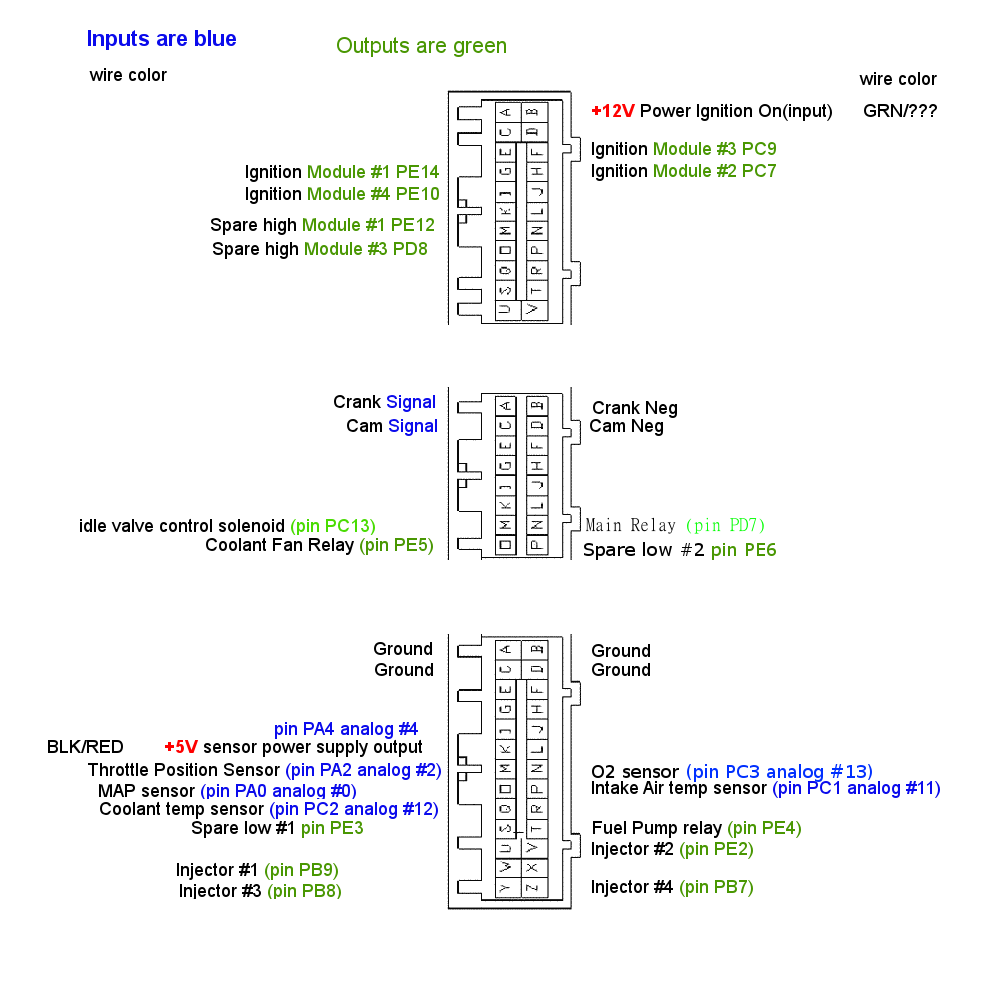 Inputs are blue
Outputs are green
wire color
wire color
+12V Power Ignition On(input) GRN/???
Ignition Module #3 PC9
Ignition Module #1 PE14
Ignition Module #2 PC7
Ignition Module #4 PE10
Spare high Module #1 PE12
Spare high Module #3 PD8
A B
C D
E F
G H
I J
K L
M N
O P
Q R
S T
U V
Crank Signal
Crank Neg
Cam Signal
Cam Neg
idle valve control solenoid (pin PC13)
Main Relay (pin PD7)
Coolant Fan Relay (pin PE5)
Spare low #2 pin PE6
A B
C D
E F
G H
I J
K L
M N
O P
Ground
Ground
Ground
Ground
pin PA4 analog #4
BLK/RED +5V sensor power supply output
Throttle Position Sensor (pin PA2 analog #2)
O2 sensor (pin PC3 analog #13)
MAP sensor (pin PA0 analog #0)
Intake Air temp sensor (pin PC1 analog #11)
Coolant temp sensor (pin PC2 analog #12)
Spare low #1 pin PE3
Fuel Pump relay (pin PE4)
Injector #2 (pin PE2)
Injector #1 (pin PB9)
Injector #3 (pin PB8)
Injector #4 (pin PB7)
A B
C D
E F
G H
I J
K L
M N
O P
Q R
S T
U V
W X
Y Z